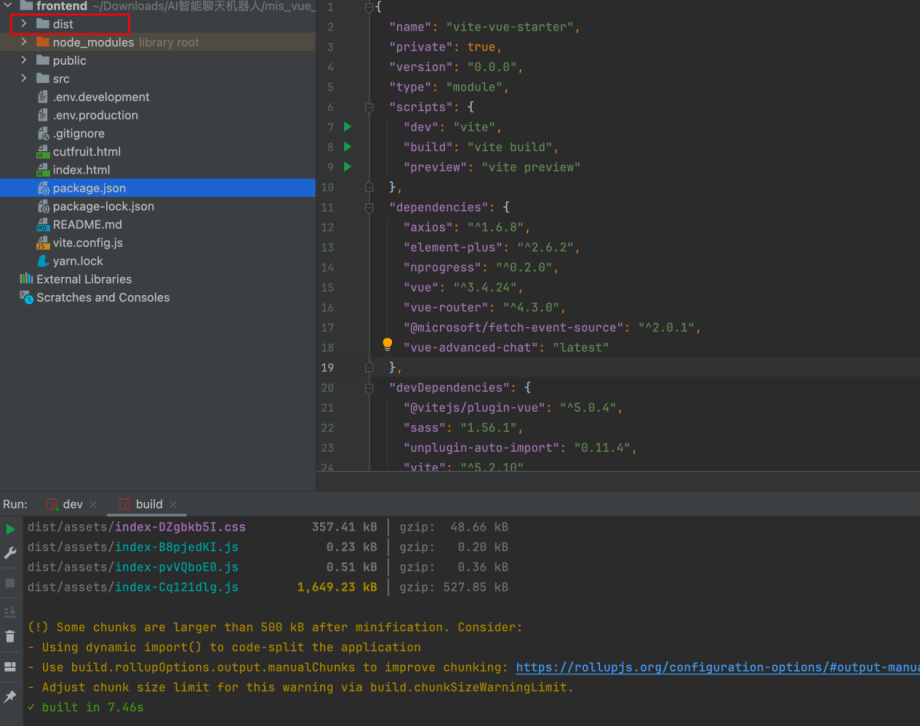 frontend ~/Downloads/AI智能聊天机器人/mis_vue_
dist
node_modules library root
public
src
.env.development
.env.production
.gitignore
cutfruit.html
index.html
package.json
package-lock.json
README.md
vite.config.js
yarn.lock
External Libraries
Scratches and Consoles
1 {
2 "name": "vite-vue-starter",
3 "private": true,
4 "version": "0.0.0",
5 "type": "module",
6 "scripts": {
7 "dev": "vite",
8 "build": "vite build",
9 "preview": "vite preview"
10 },
11 "dependencies": {
12 "axios": "^1.6.8",
13 "element-plus": "^2.6.2",
14 "nprogress": "^0.2.0",
15 "vue": "^3.4.24",
16 "vue-router": "^4.3.0",
17 "@microsoft/fetch-event-source": "^2.0.1",
18 "vue-advanced-chat": "latest"
19 },
20 "devDependencies": {
21 "@vitejs/plugin-vue": "^5.0.4",
22 "sass": "1.56.1",
23 "unplugin-auto-import": "0.11.4",
24 "vite": "^5.2.10"
Run: dev × build ×
dist/assets/index-DZgbkb5I.css 357.41 kB │ gzip: 48.66 kB
dist/assets/index-B8pjedKI.js 0.23 kB │ gzip: 0.20 kB
dist/assets/index-pvVQboE0.js 0.51 kB │ gzip: 0.36 kB
dist/assets/index-Cq121dlg.js 1,649.23 kB │ gzip: 527.85 kB
(!) Some chunks are larger than 500 kB after minification. Consider:
- Using dynamic import() to code-split the application
- Use build.rollupOptions.output.manualChunks to improve chunking: https://rollupjs.org/configuration-options/#output-manua
- Adjust chunk size limit for this warning via build.chunkSizeWarningLimit.
✓ built in 7.46s